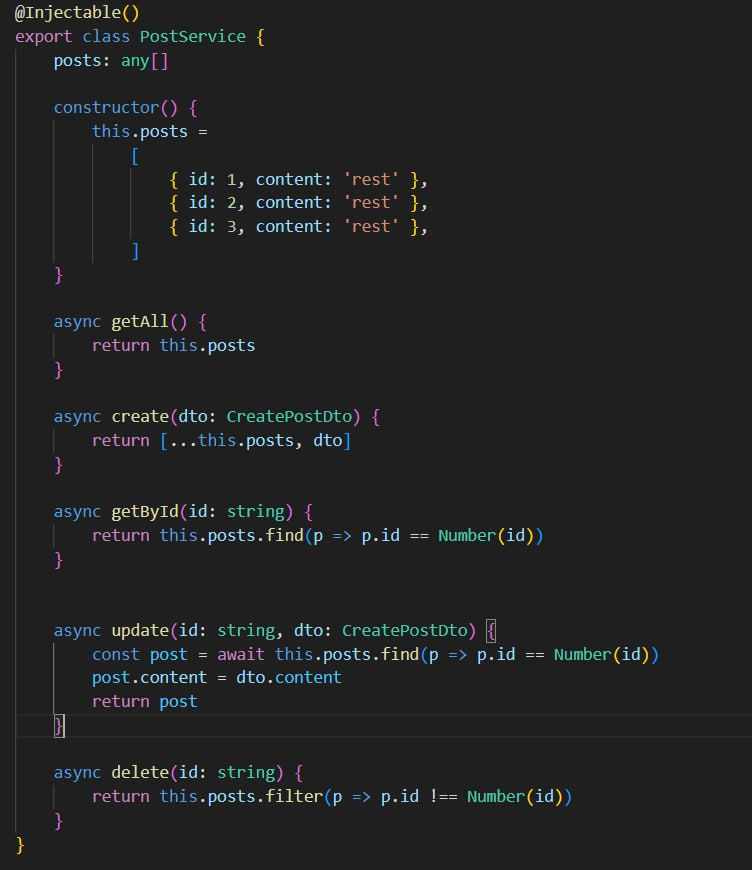 @Injectable()
export class PostService {
    posts: any[]

    constructor() {
        this.posts =
            [
                { id: 1, content: 'rest' },
                { id: 2, content: 'rest' },
                { id: 3, content: 'rest' },
            ]
    }

    async getAll() {
        return this.posts
    }

    async create(dto: CreatePostDto) {
        return [...this.posts, dto]
    }

    async getById(id: string) {
        return this.posts.find(p => p.id == Number(id))
    }


    async update(id: string, dto: CreatePostDto) {
        const post = await this.posts.find(p => p.id == Number(id))
        post.content = dto.content
        return post
    }

    async delete(id: string) {
        return this.posts.filter(p => p.id !== Number(id))
    }
}